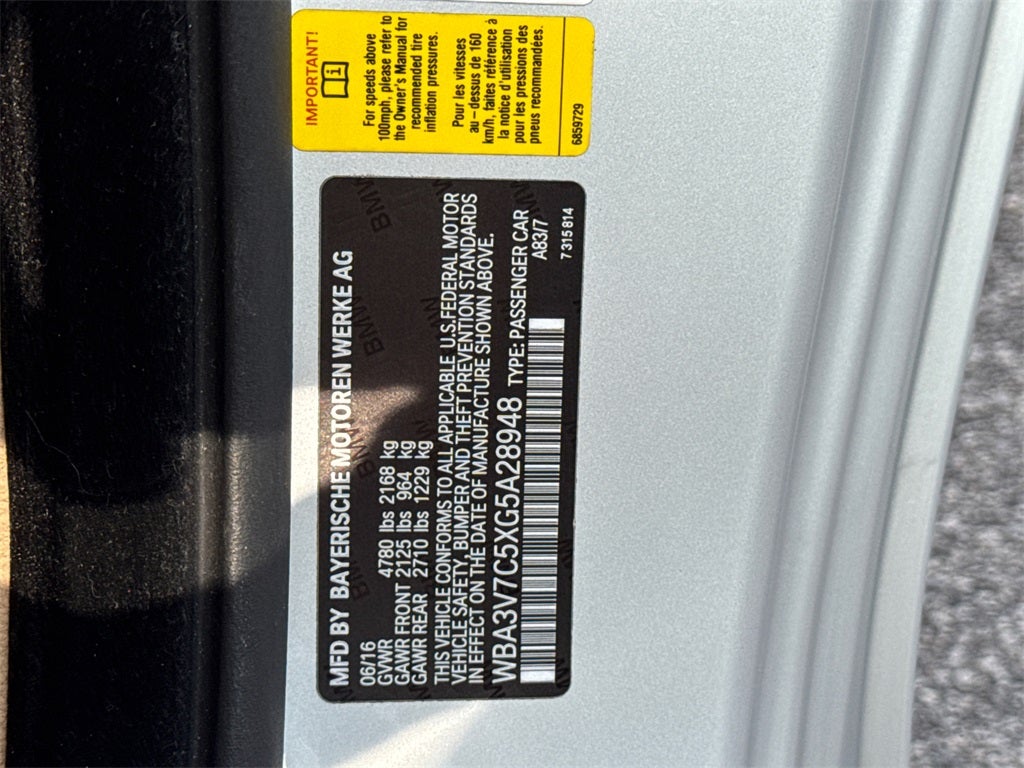 MFD BY BAYERISCHE MOTOREN WERKE AG
06/16
GVWR 4780 lbs 2168 kg
GAWR FRONT 2125 lbs 964 kg
GAWR REAR 2710 lbs 1229 kg
THIS VEHICLE CONFORMS TO ALL APPLICABLE U.S.FEDERAL MOTOR
VEHICLE SAFETY, BUMPER AND THEFT PREVENTION STANDARDS
IN EFFECT ON THE DATE OF MANUFACTURE SHOWN ABOVE.
WBA3V7C5XG5A28948 TYPE: PASSENGER CAR
A83/7
7 315 814
IMPORTANT!
i
For speeds above
100mph, please refer to
the Owner's Manual for
recommended tire
inflation pressures.
Pour les vitesses
au-dessus de 160
km/h, faites référence à
la notice d'utilisation
pour les pressions des
pneus recommandées.
6859729